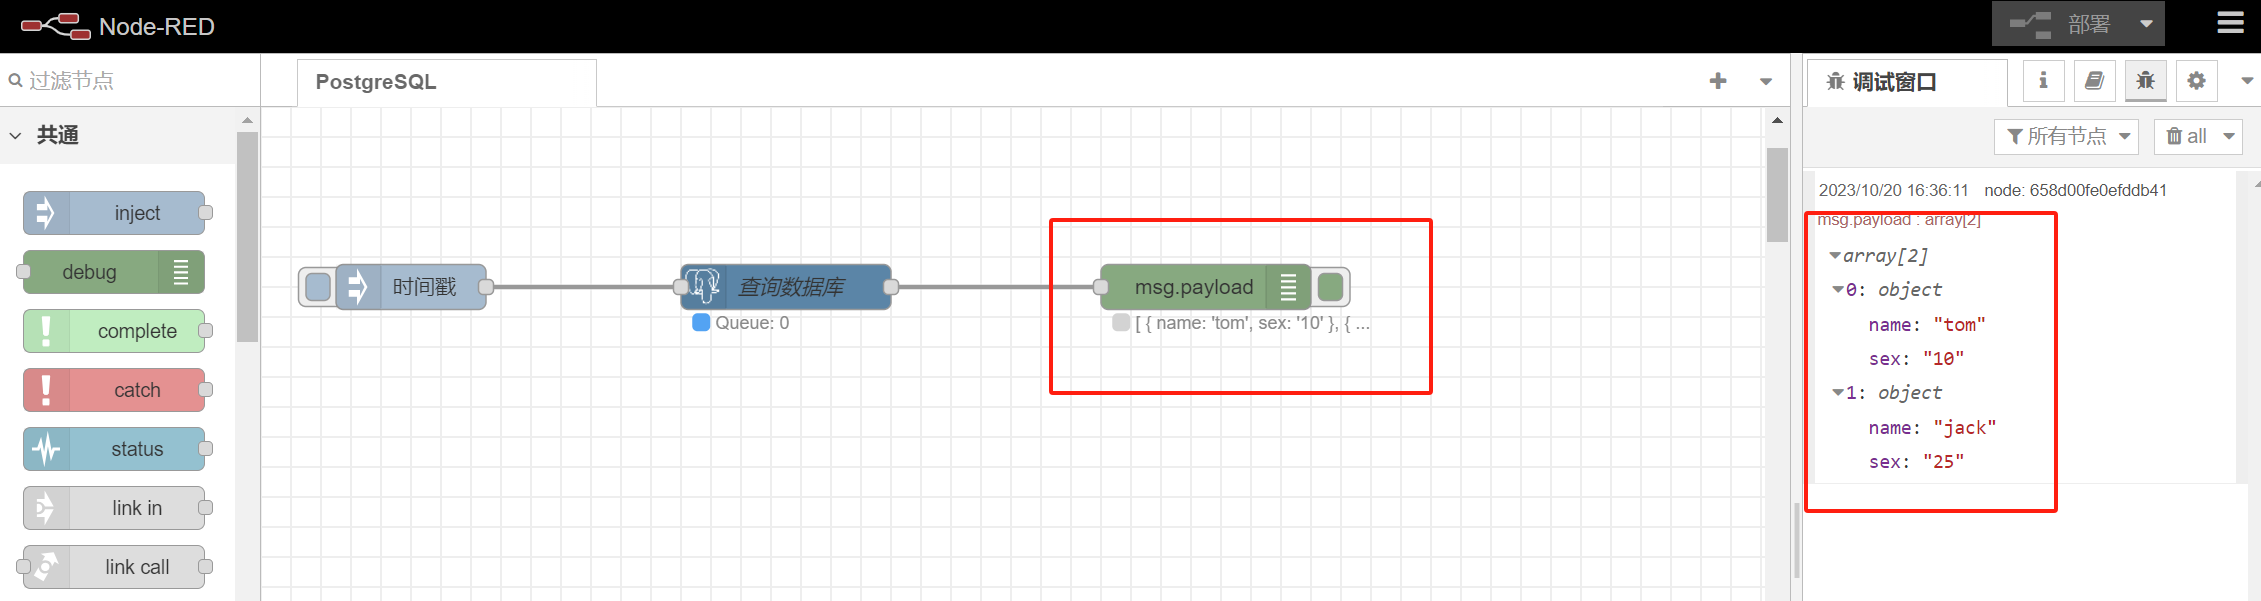 Node-RED
部署
过滤节点
PostgreSQL
调试窗口
共通
所有节点
all
inject
debug
complete
catch
status
link in
link call
时间戳
查询数据库
Queue: 0
msg.payload
[ { name: 'tom', sex: '10' }, { ...
2023/10/20 16:36:11 node: 658d00fe0efddb41
msg.payload : array[2]
array[2]
0: object
name: "tom"
sex: "10"
1: object
name: "jack"
sex: "25"